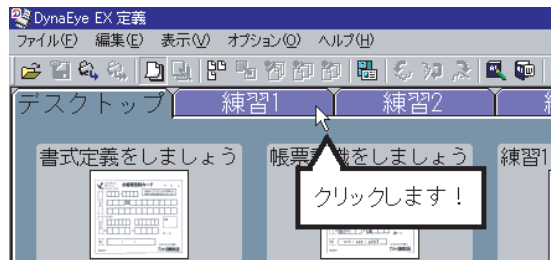 DynaEye EX 定義
ファイル(F) 編集(E) 表示(V) オプション(O) ヘルプ(H)
デスクトップ 練習1 練習2
書式定義をしましょう 帳票 をしましょう 練習1
クリックします！